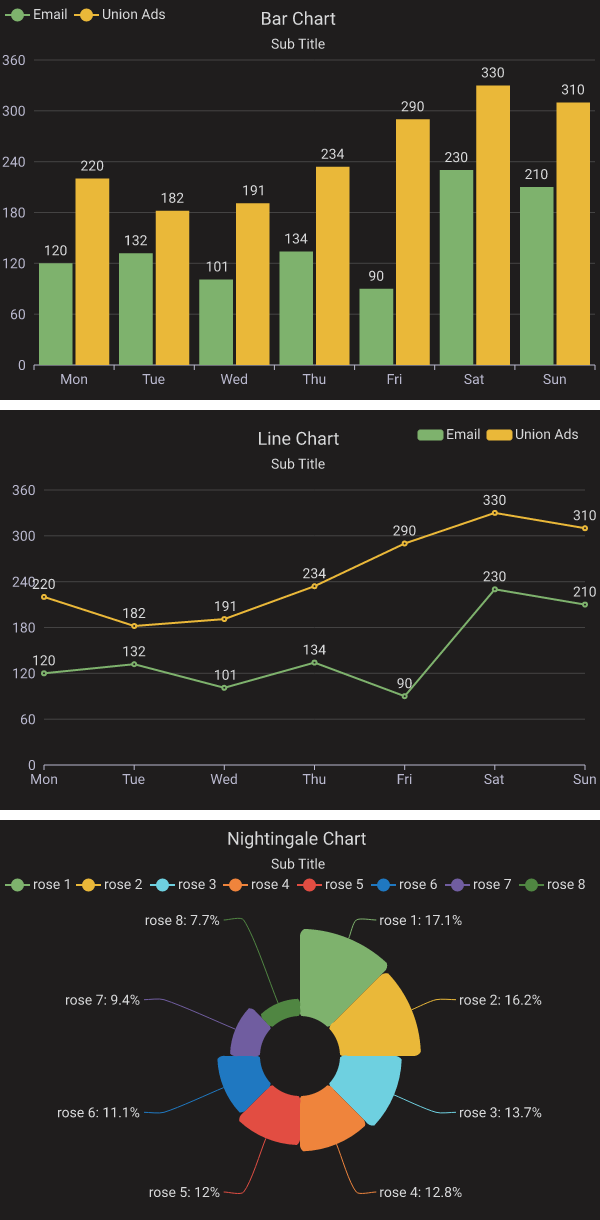 Email Union Ads
Bar Chart
Sub Title
360
300
240
180
120
60
0
120 220 132 182 101 191 134 234 90 290 230 330 210 310
Mon Tue Wed Thu Fri Sat Sun
Line Chart
Email Union Ads
Sub Title
360
300
240
180
120
60
0
220 182 191 234 290 330 310
120 132 101 134 90 230 210
Mon Tue Wed Thu Fri Sat Sun
Nightingale Chart
Sub Title
rose 1 rose 2 rose 3 rose 4 rose 5 rose 6 rose 7 rose 8
rose 8: 7.7% rose 1: 17.1%
rose 7: 9.4% rose 2: 16.2%
rose 6: 11.1% rose 3: 13.7%
rose 5: 12% rose 4: 12.8%